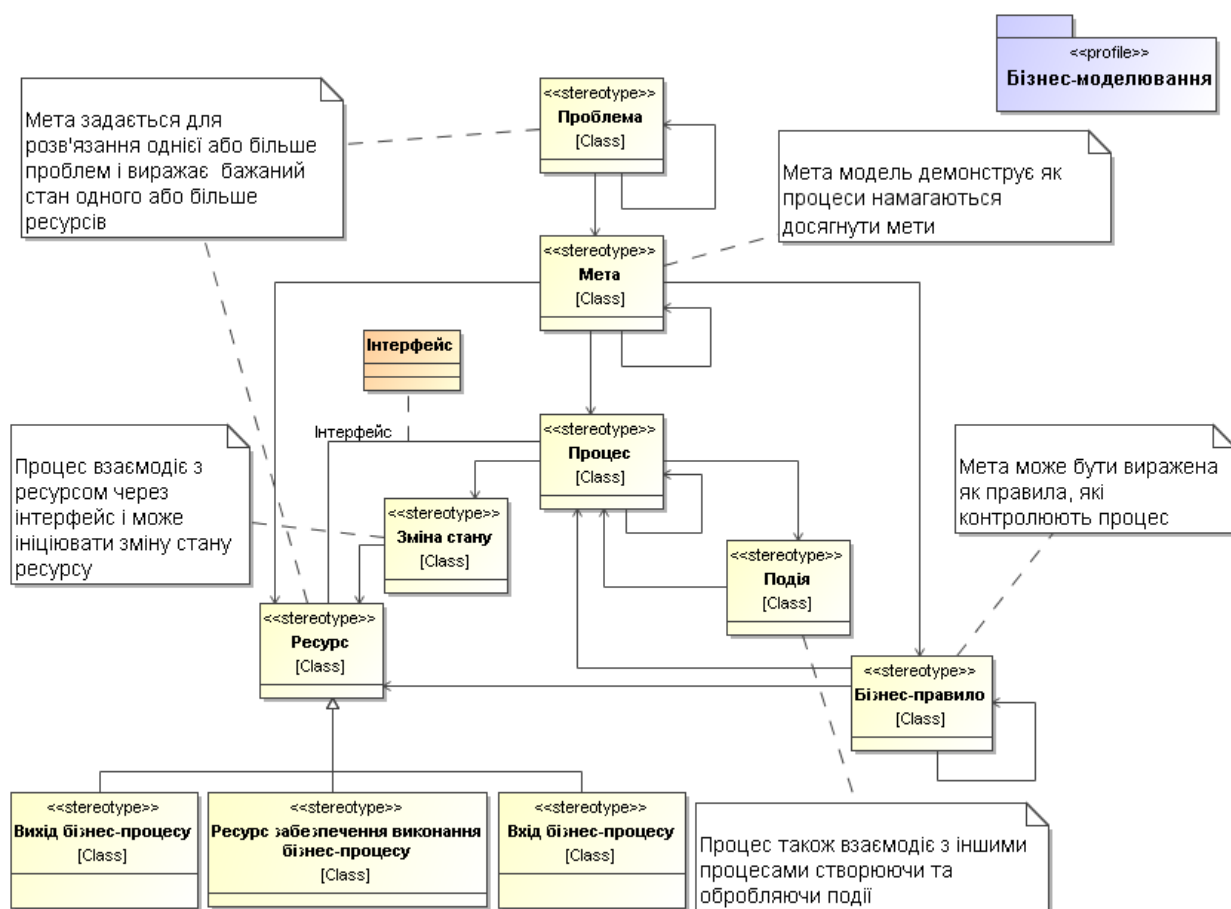 <<profile>>
Бізнес-моделювання
<<stereotype>>
Проблема
[Class]
Мета задається для
розв'язання однієї або більше
проблем і виражає бажаний
стан одного або більше
ресурсів
Мета модель демонструє як
процеси намагаються
досягнути мети
<<stereotype>>
Мета
[Class]
Інтерфейс
Інтерфейс
<<stereotype>>
Процес
[Class]
Процес взаємодіє з
ресурсом через
інтерфейс і може
ініціювати зміну стану
ресурсу
Мета може бути виражена
як правила, які
контролюють процес
<<stereotype>>
Зміна стану
[Class]
<<stereotype>>
Подія
[Class]
<<stereotype>>
Ресурс
[Class]
<<stereotype>>
Бізнес-правило
[Class]
<<stereotype>>
Вихід бізнес-процесу
[Class]
<<stereotype>>
Ресурс забезпечення виконання
бізнес-процесу
[Class]
<<stereotype>>
Вхід бізнес-процесу
[Class]
Процес також взаємодіє з іншими
процесами створюючи та
обробляючи події